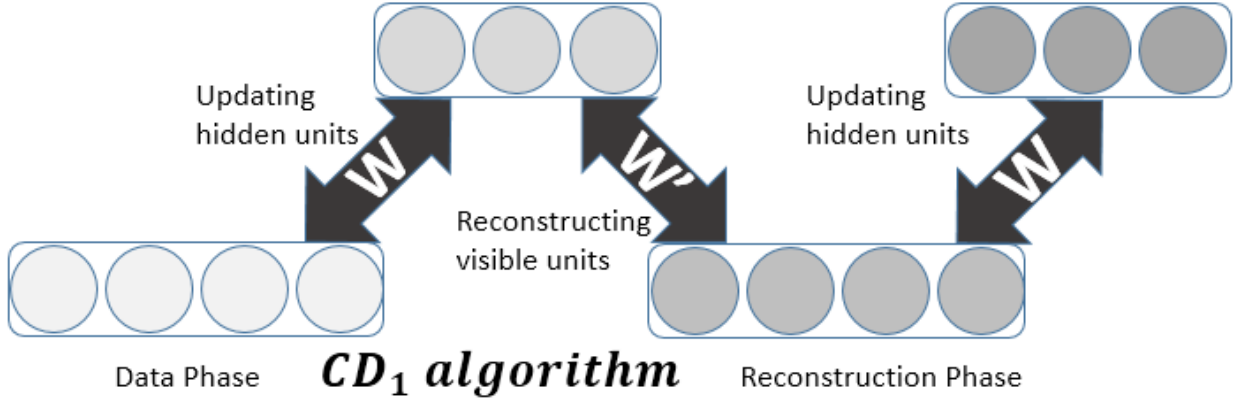 Updating
hidden units
W
W'
Reconstructing
visible units
Updating
hidden units
W
Data Phase
CD₁ algorithm
Reconstruction Phase